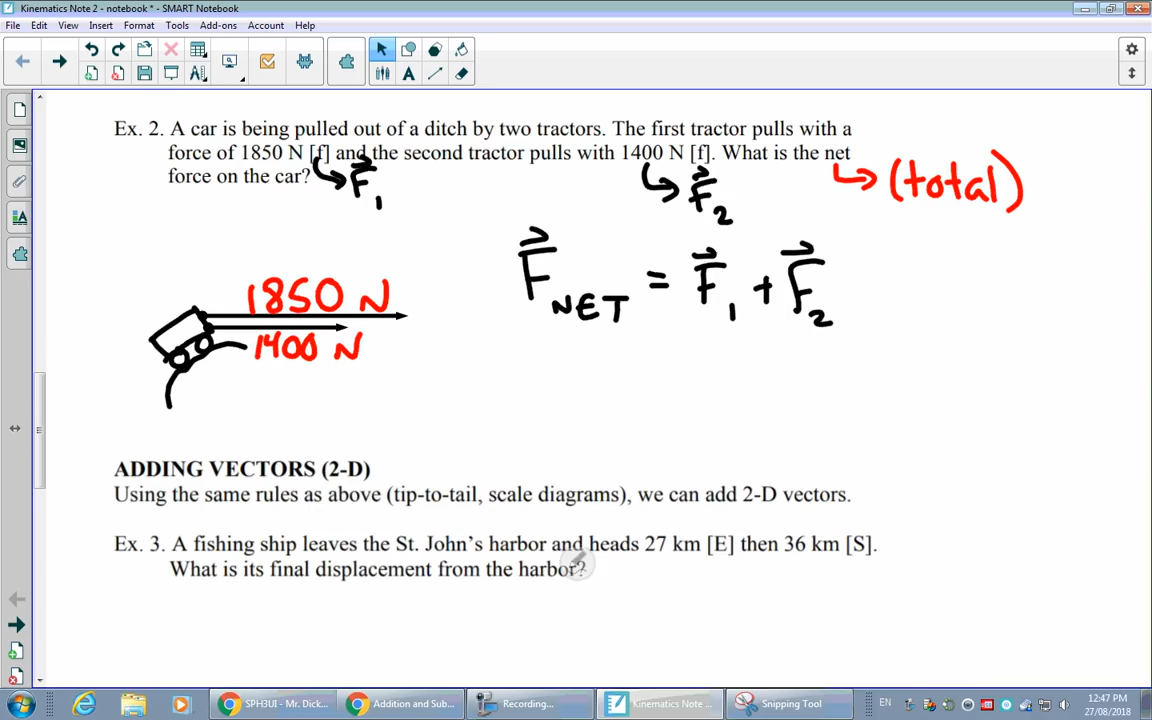 Kinematics Note 2 - notebook * - SMART Notebook
File Edit View Insert Format Tools Add-ons Account Help
Ex. 2. A car is being pulled out of a ditch by two tractors. The first tractor pulls with a
force of 1850 N [f] and the second tractor pulls with 1400 N [f]. What is the net
force on the car?
F1
F2
(total)
FNET = F1 + F2
1850 N
1400 N
ADDING VECTORS (2-D)
Using the same rules as above (tip-to-tail, scale diagrams), we can add 2-D vectors.
Ex. 3. A fishing ship leaves the St. John's harbor and heads 27 km [E] then 36 km [S].
What is its final displacement from the harbor?
SPH3UI - Mr. Dick... Addition and Sub... Recording... Kinematics Note ... Snipping Tool EN 12:47 PM
27/08/2018